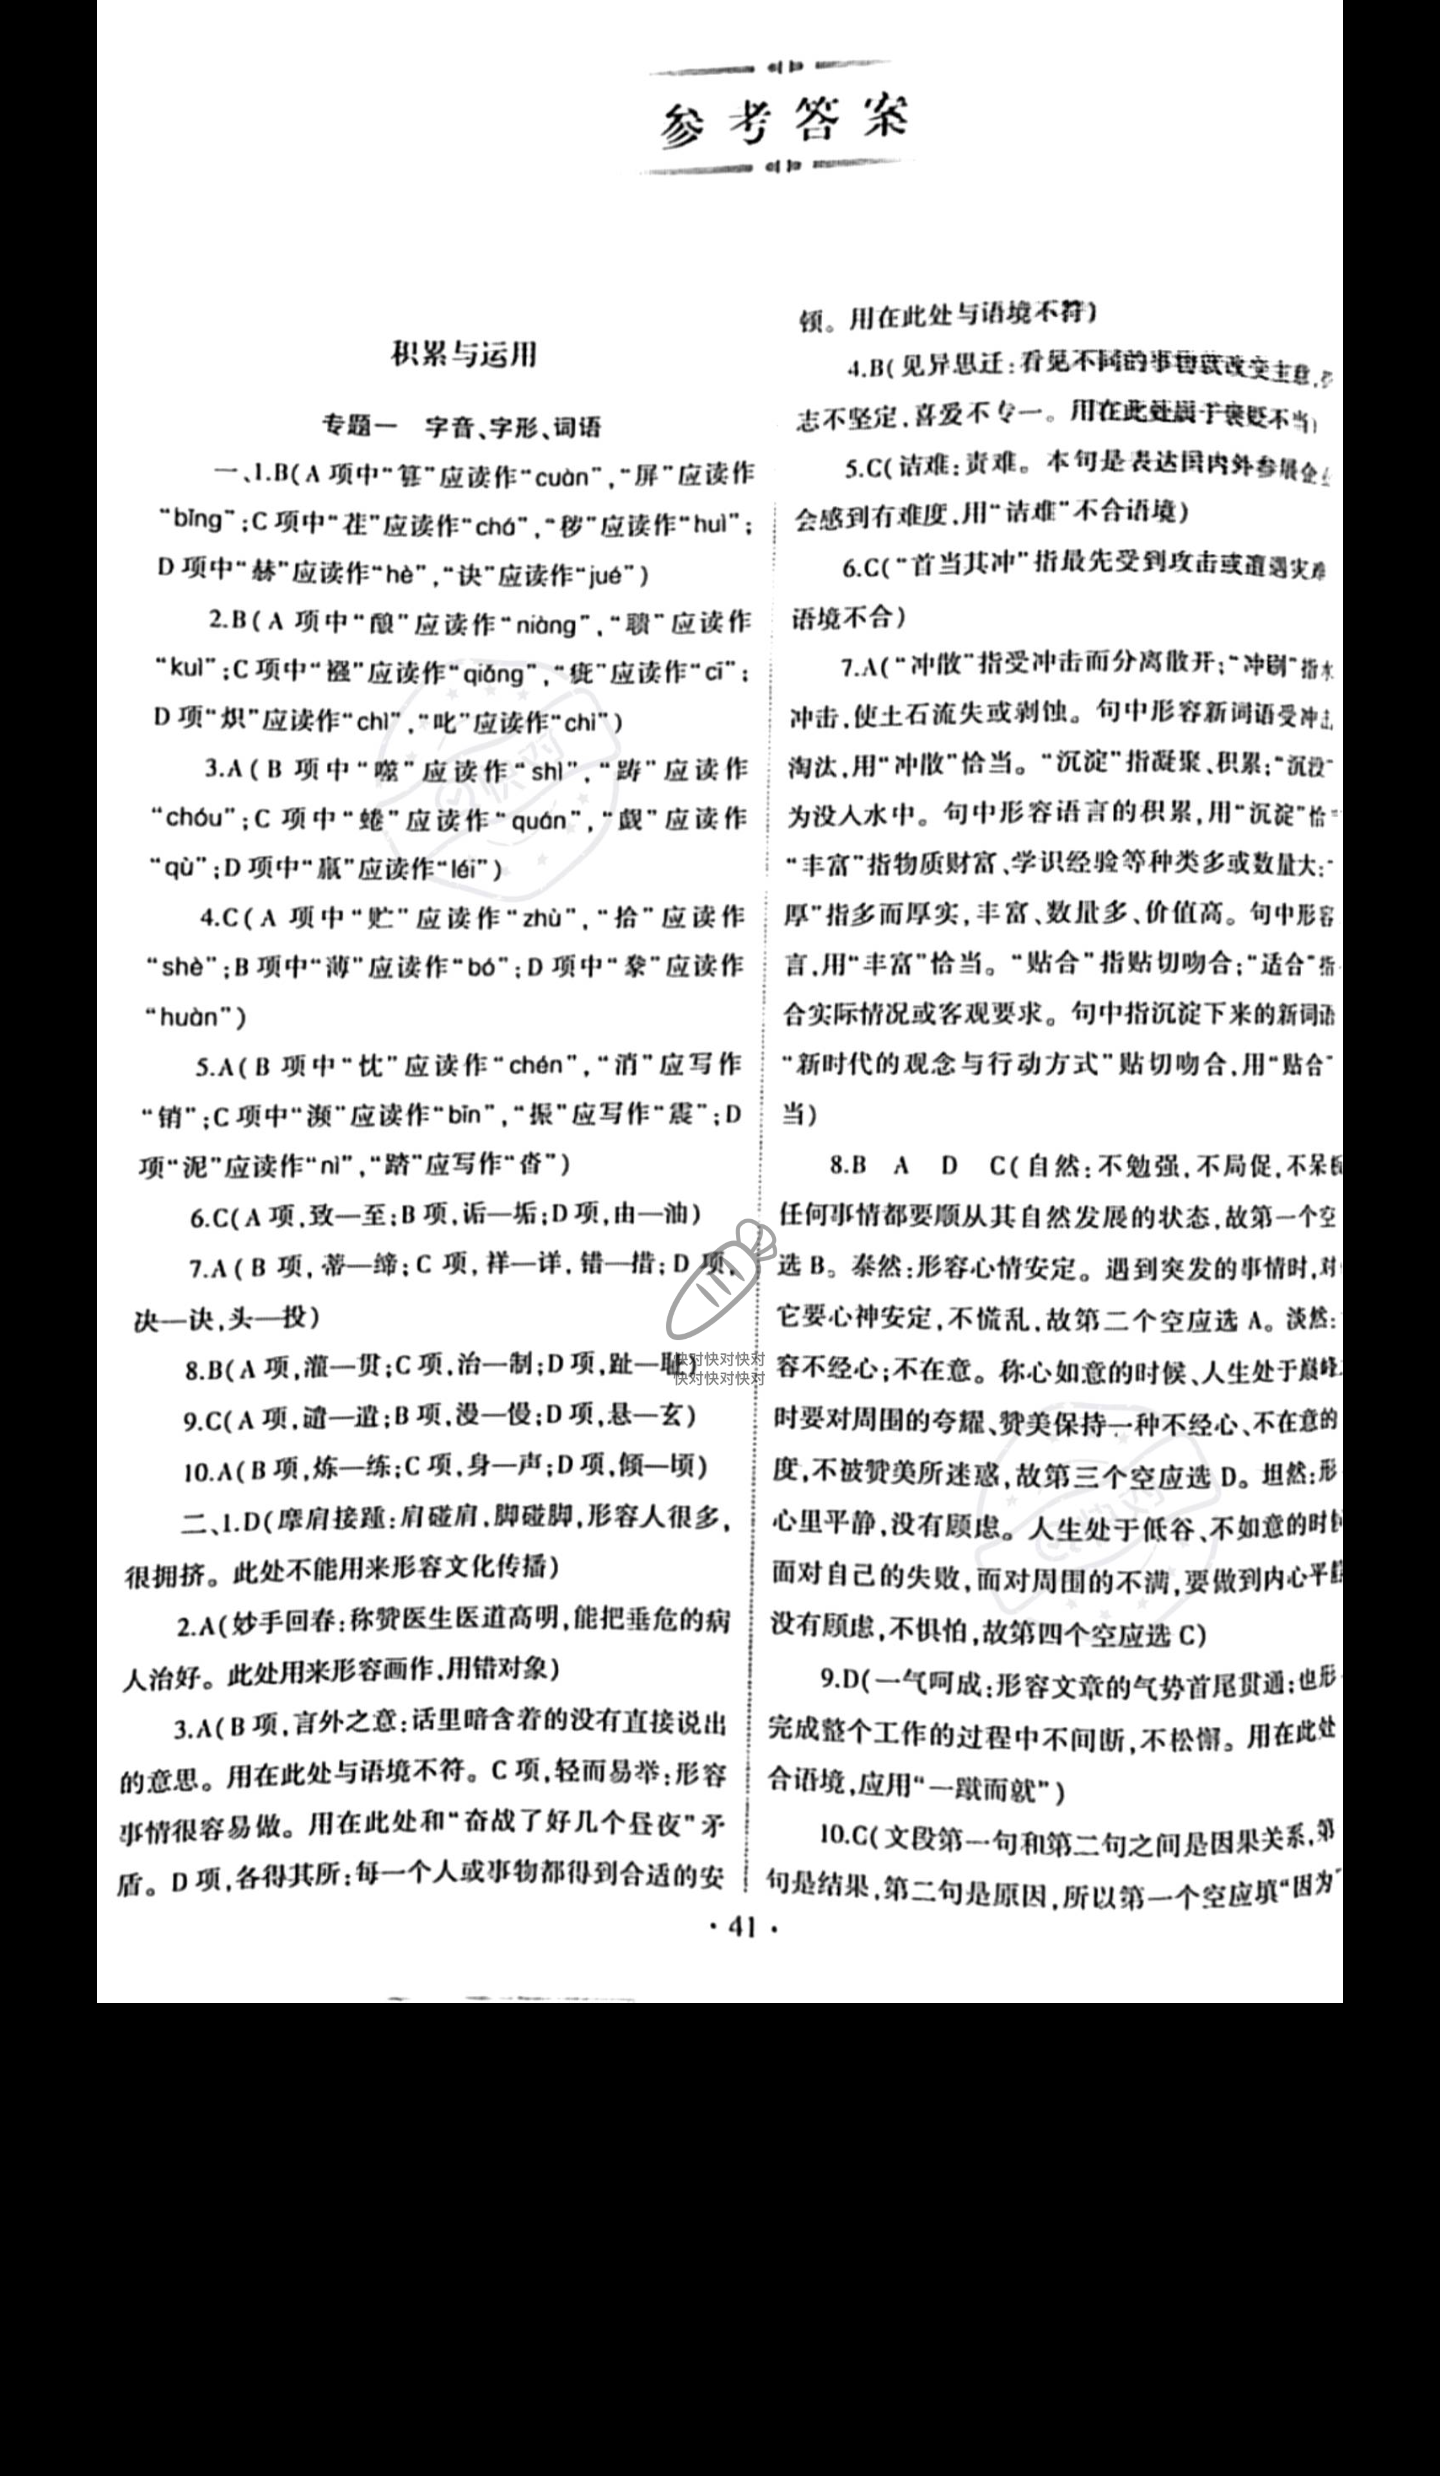 参考答案
积累与运用
专题一 字音、字形、词语
一、1.B(A 项中“篡”应读作“cuàn”,“屏”应读作
“bǐng”;C 项中“茬”应读作“chá”,“秽”应读作“huì”;
D 项中“赫”应读作“hè”,“诀”应读作“jué”)
2.B(A 项中“酿”应读作“niàng”,“聩”应读作
“kuì”;C 项中“襁”应读作“qiǎng”,“疵”应读作“cī”;
D 项“炽”应读作“chì”,“叱”应读作“chì”)
3.A(B 项中“噬”应读作“shì”,“踌”应读作
“chóu”;C 项中“蜷”应读作“quán”,“觑”应读作
“qù”;D 项中“羸”应读作“léi”)
4.C(A 项中“贮”应读作“zhù”,“拾”应读作
“shè”;B 项中“薄”应读作“bó”;D 项中“豢”应读作
“huàn”)
5.A(B 项中“忱”应读作“chén”,“消”应写作
“销”;C 项中“濒”应读作“bīn”,“振”应写作“震”;D
项“泥”应读作“nì”,“踏”应写作“沓”)
6.C(A 项,致—至;B 项,诟—垢;D 项,由—油)
7.A(B 项,蒂—缔;C 项,祥—详,错—措;D 项,
决—诀,头—投)
8.B(A 项,灌—贯;C 项,治—制;D 项,趾—耻)
9.C(A 项,谴—遣;B 项,漫—慢;D 项,悬—玄)
10.A(B 项,炼—练;C 项,身—声;D 项,倾—顷)
二、1.D(摩肩接踵:肩碰肩,脚碰脚,形容人很多,
很拥挤。此处不能用来形容文化传播)
2.A(妙手回春:称赞医生医道高明,能把垂危的病
人治好。此处用来形容画作,用错对象)
3.A(B 项,言外之意:话里暗含着的没有直接说出
的意思。用在此处与语境不符。C 项,轻而易举:形容
事情很容易做。用在此处和“奋战了好几个昼夜”矛
盾。D 项,各得其所:每一个人或事物都得到合适的安
顿。用在此处与语境不符)
4.B(见异思迁:看见不同的事物就改变主意,
志不坚定,喜爱不专一。用在此处属于褒贬不当)
5.C(诘难:责难。本句是表达国内外参展企
会感到有难度,用“诘难”不合语境)
6.C(“首当其冲”指最先受到攻击或遭遇灾难
语境不合)
7.A(“冲散”指受冲击而分离散开;“冲刷”指水
冲击,使土石流失或剥蚀。句中形容新词语受冲击
淘汰,用“冲散”恰当。“沉淀”指凝聚、积累;“沉没”
为没入水中。句中形容语言的积累,用“沉淀”恰
“丰富”指物质财富、学识经验等种类多或数量大;“
厚”指多而厚实,丰富、数量多、价值高。句中形容
言,用“丰富”恰当。“贴合”指贴切吻合;“适合”指
合实际情况或客观要求。句中指沉淀下来的新词语
“新时代的观念与行动方式”贴切吻合,用“贴合”
当)
8.B A D C(自然:不勉强,不局促,不呆
任何事情都要顺从其自然发展的状态,故第一个空
选 B。泰然:形容心情安定。遇到突发的事情时,对
它要心神安定,不慌乱,故第二个空应选 A。淡然:
容不经心;不在意。称心如意的时候、人生处于巅峰
时要对周围的夸耀、赞美保持一种不经心、不在意的
度,不被赞美所迷惑,故第三个空应选 D。坦然:形
心里平静,没有顾虑。人生处于低谷、不如意的时
面对自己的失败,面对周围的不满,要做到内心平
没有顾虑,不惧怕,故第四个空应选 C)
9.D(一气呵成:形容文章的气势首尾贯通;也形
完成整个工作的过程中不间断,不松懈。用在此处
合语境,应用“一蹴而就”)
10.C(文段第一句和第二句之间是因果关系,第
句是结果,第二句是原因,所以第一个空应填“因为”
• 41 •
快对快对快对
快对快对快对
快对
快对